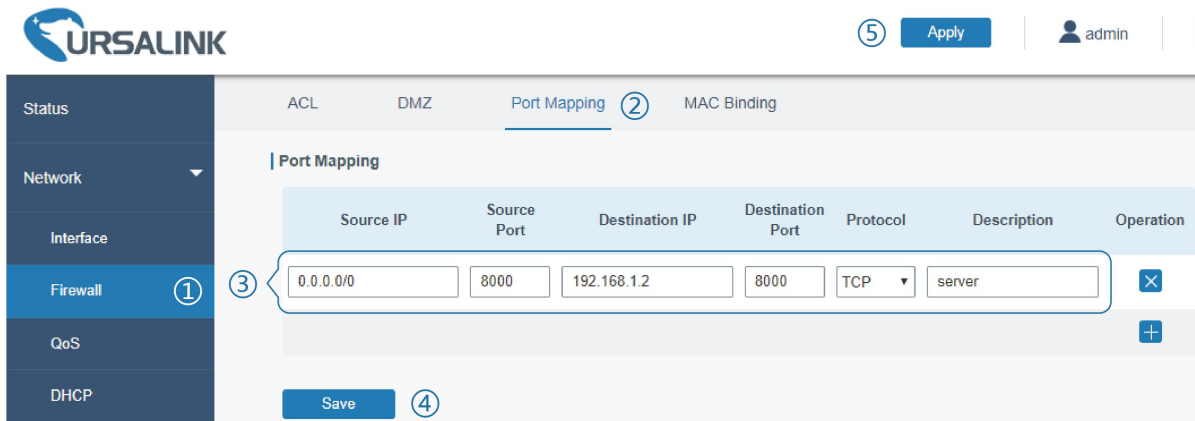 URSALINK
⑤ Apply admin
Status
ACL DMZ Port Mapping ② MAC Binding
Network
Port Mapping
Source IP Source Port Destination IP Destination Port Protocol Description Operation
Interface
Firewall ①
③ 0.0.0.0/0 8000 192.168.1.2 8000 TCP server
QoS
DHCP
Save ④